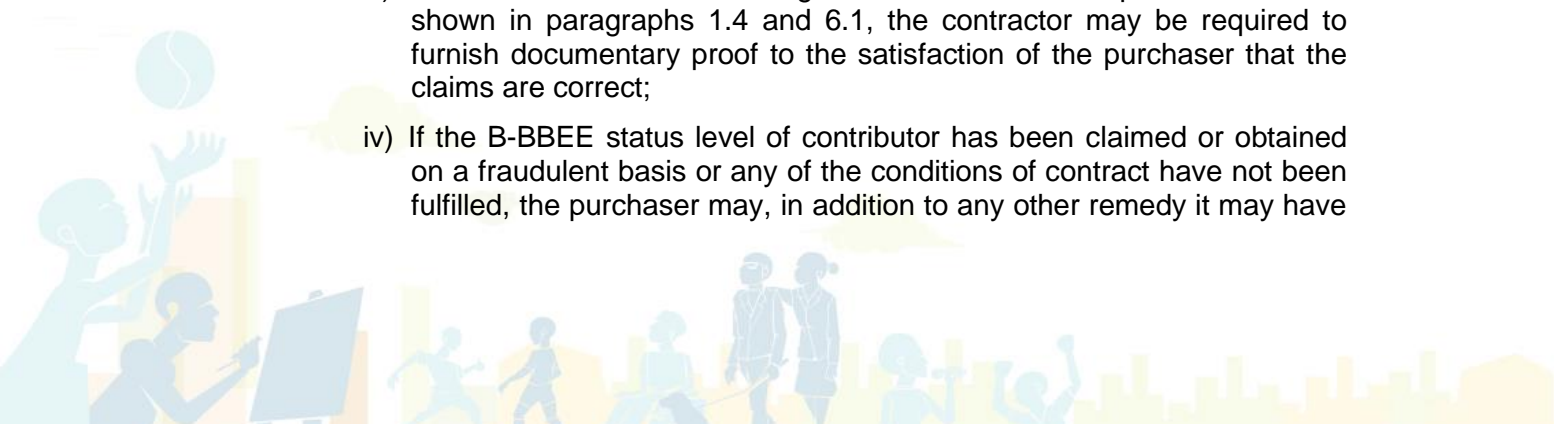 shown in paragraphs 1.4 and 6.1, the contractor may be required to
furnish documentary proof to the satisfaction of the purchaser that the
claims are correct;
iv) If the B-BBEE status level of contributor has been claimed or obtained
on a fraudulent basis or any of the conditions of contract have not been
fulfilled, the purchaser may, in addition to any other remedy it may have